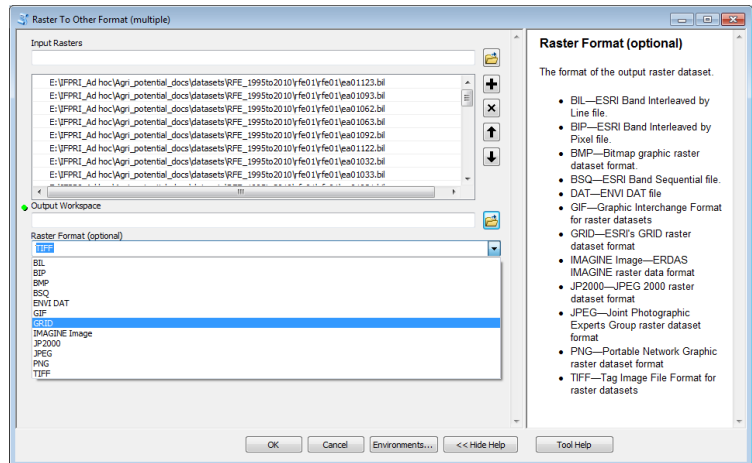 Raster To Other Format (multiple)
Input Rasters
E:\IFPRI_Ad hoc\Agri_potential_docs\datasets\RFE_1995to2010\rfe01\rfe01\ea01123.bil
E:\IFPRI_Ad hoc\Agri_potential_docs\datasets\RFE_1995to2010\rfe01\rfe01\ea01093.bil
E:\IFPRI_Ad hoc\Agri_potential_docs\datasets\RFE_1995to2010\rfe01\rfe01\ea01062.bil
E:\IFPRI_Ad hoc\Agri_potential_docs\datasets\RFE_1995to2010\rfe01\rfe01\ea01063.bil
E:\IFPRI_Ad hoc\Agri_potential_docs\datasets\RFE_1995to2010\rfe01\rfe01\ea01092.bil
E:\IFPRI_Ad hoc\Agri_potential_docs\datasets\RFE_1995to2010\rfe01\rfe01\ea01122.bil
E:\IFPRI_Ad hoc\Agri_potential_docs\datasets\RFE_1995to2010\rfe01\rfe01\ea01032.bil
E:\IFPRI_Ad hoc\Agri_potential_docs\datasets\RFE_1995to2010\rfe01\rfe01\ea01033.bil
Output Workspace
Raster Format (optional)
TIFF
BIL
BIP
BMP
BSQ
ENVI DAT
GIF
GRID
IMAGINE Image
JP2000
JPEG
PNG
TIFF
OK
Cancel
Environments...
<< Hide Help
Tool Help
Raster Format (optional)
The format of the output raster dataset.
• BIL—ESRI Band Interleaved by
Line file.
• BIP—ESRI Band Interleaved by
Pixel file.
• BMP—Bitmap graphic raster
dataset format.
• BSQ—ESRI Band Sequential file.
• DAT—ENVI DAT file
• GIF—Graphic Interchange Format
for raster datasets
• GRID—ESRI's GRID raster
dataset format
• IMAGINE Image—ERDAS
IMAGINE raster data format
• JP2000—JPEG 2000 raster
dataset format
• JPEG—Joint Photographic
Experts Group raster dataset
format
• PNG—Portable Network Graphic
raster dataset format
• TIFF—Tag Image File Format for
raster datasets